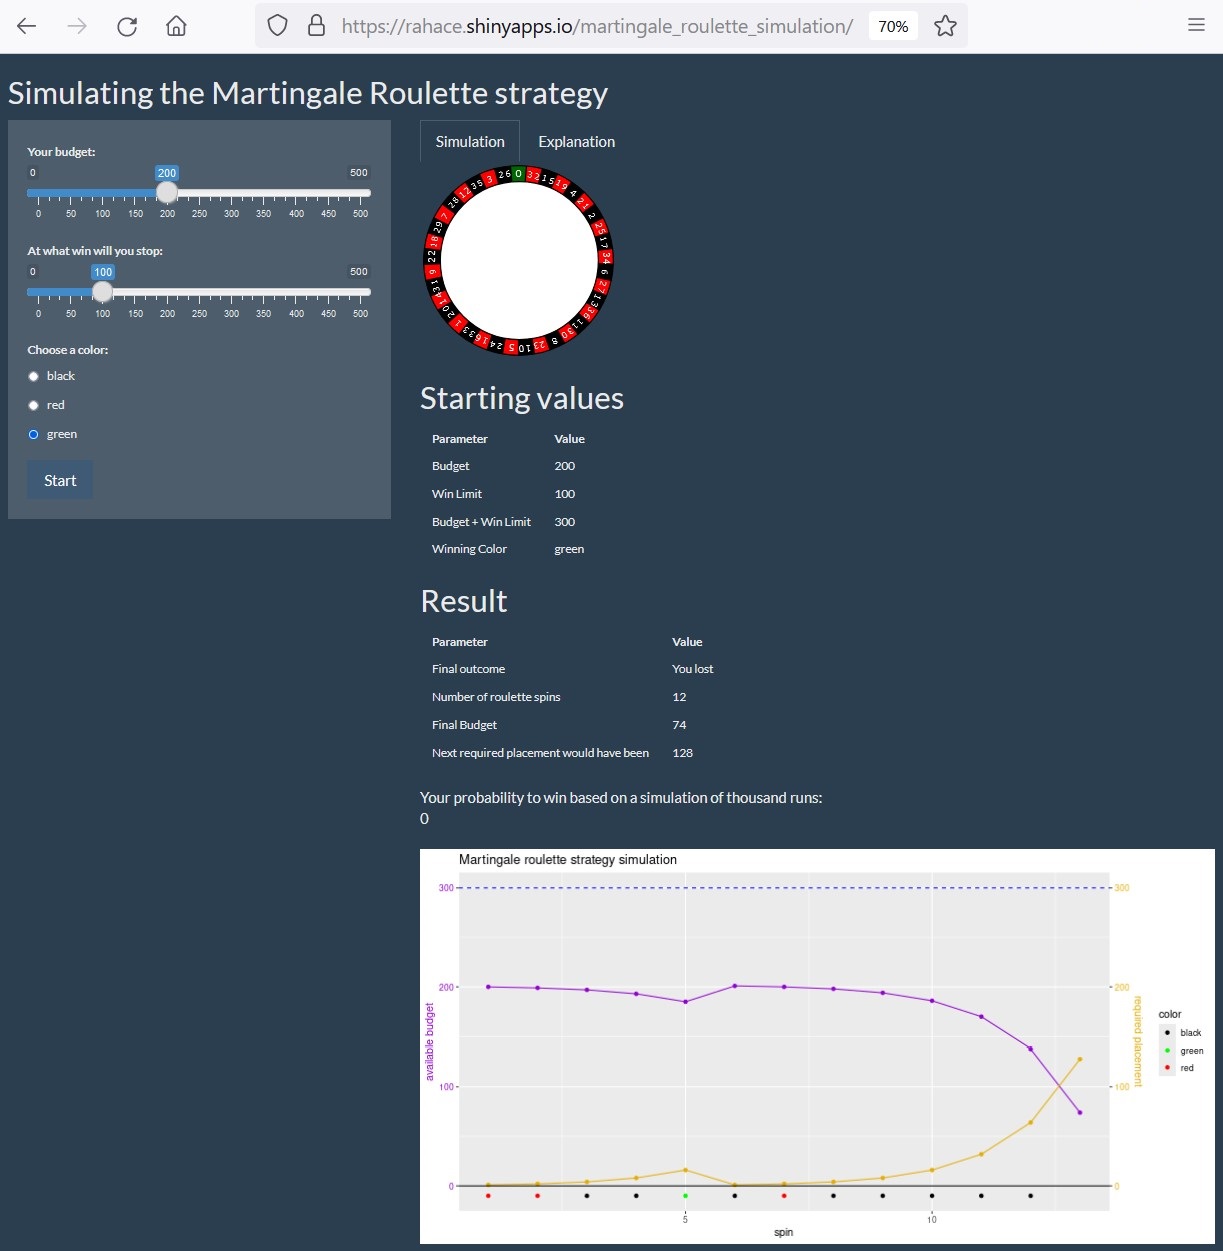 https://rahace.shinyapps.io/martingale_roulette_simulation/ 70%
Simulating the Martingale Roulette strategy
Your budget:
0 200 500
0 50 100 150 200 250 300 350 400 450 500
At what win will you stop:
0 100 500
0 50 100 150 200 250 300 350 400 450 500
Choose a color:
black
red
green
Start
Simulation Explanation
0 32 15 19 4 21 2 25 17 34 6 27 13 36 11 30 8 23 10 5 24 16 33 1 20 14 31 9 22 18 29 7 28 12 35 3 26
Starting values
Parameter Value
Budget 200
Win Limit 100
Budget + Win Limit 300
Winning Color green
Result
Parameter Value
Final outcome You lost
Number of roulette spins 12
Final Budget 74
Next required placement would have been 128
Your probability to win based on a simulation of thousand runs:
0
Martingale roulette strategy simulation
300 300
200 200
100 100
0 0
available budget
required placement
5 10
spin
color
black
green
red